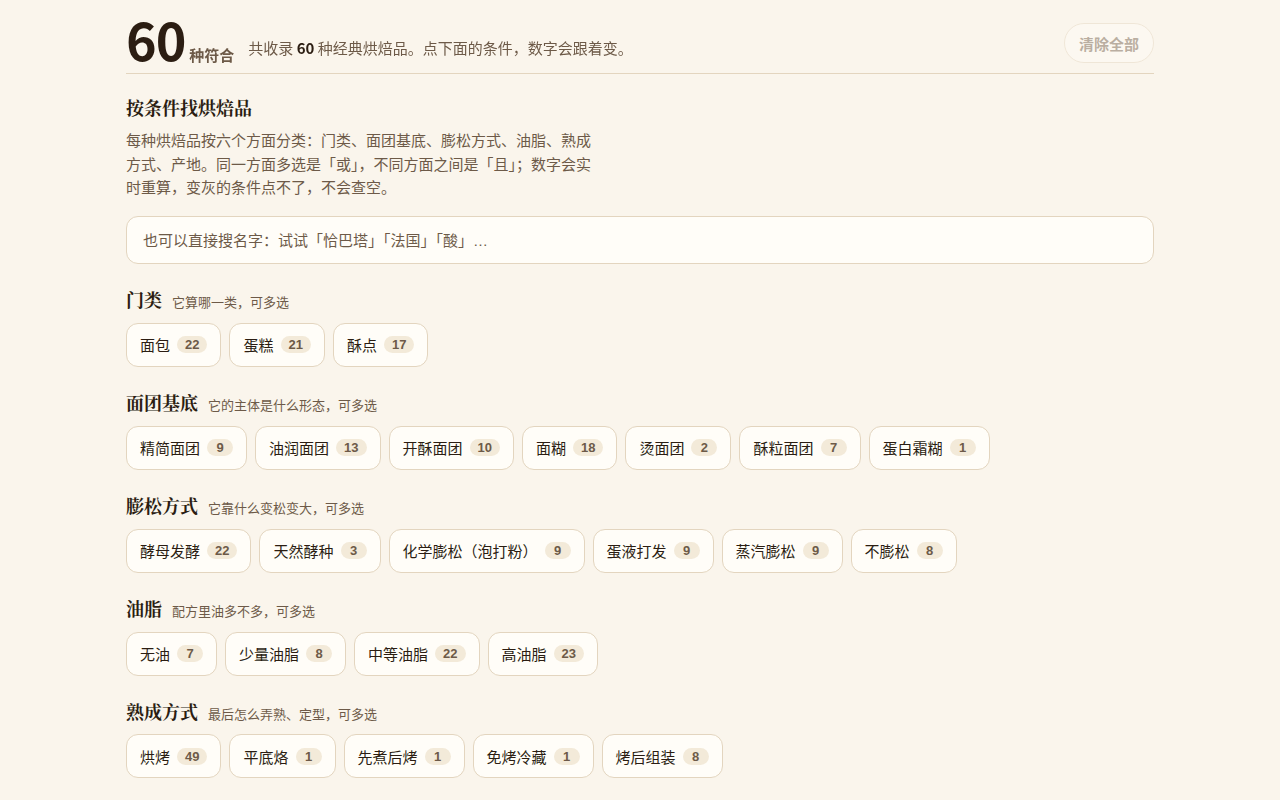 60 种符合 共收录 60 种经典烘焙品。点下面的条件，数字会跟着变。 清除全部
按条件找烘焙品
每种烘焙品按六个方面分类：门类、面团基底、膨松方式、油脂、熟成
方式、产地。同一方面多选是「或」，不同方面之间是「且」；数字会实
时重算，变灰的条件点不了，不会查空。
也可以直接搜名字：试试「恰巴塔」「法国」「酸」…
门类 它算哪一类，可多选
面包 22 蛋糕 21 酥点 17
面团基底 它的主体是什么形态，可多选
精简面团 9 油润面团 13 开酥面团 10 面糊 18 烫面团 2 酥粒面团 7 蛋白霜糊 1
膨松方式 它靠什么变松变大，可多选
酵母发酵 22 天然酵种 3 化学膨松（泡打粉） 9 蛋液打发 9 蒸汽膨松 9 不膨松 8
油脂 配方里油多不多，可多选
无油 7 少量油脂 8 中等油脂 22 高油脂 23
熟成方式 最后怎么弄熟、定型，可多选
烘烤 49 平底烙 1 先煮后烤 1 免烤冷藏 1 烤后组装 8